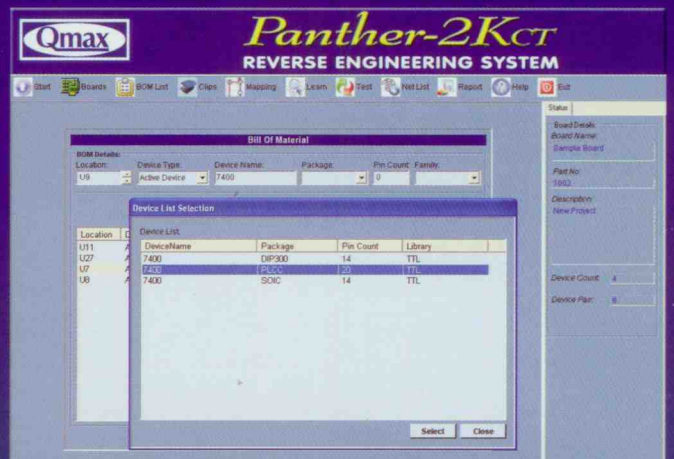 Qmax
Panther-2KCT
REVERSE ENGINEERING SYSTEM
Start Boards BOM List Clips Mapping Learn Test Net List Report Help Exit
Status
Board Details
Board Name:
Sample Board
Part No:
1003
Description:
New Project
Device Count: 4
Device Pair: 6
Bill Of Material
BOM Details:
Location: Device Type: Device Name: Package: Pin Count: Family:
U9 Active Device 7400 0
Location D
U11 A
U27 A
U7 A
U8 A
Device List Selection
Device List:
DeviceName Package Pin Count Library
7400 DIP300 14 TTL
7400 PLCC 20 TTL
7400 SOIC 14 TTL
Select Close